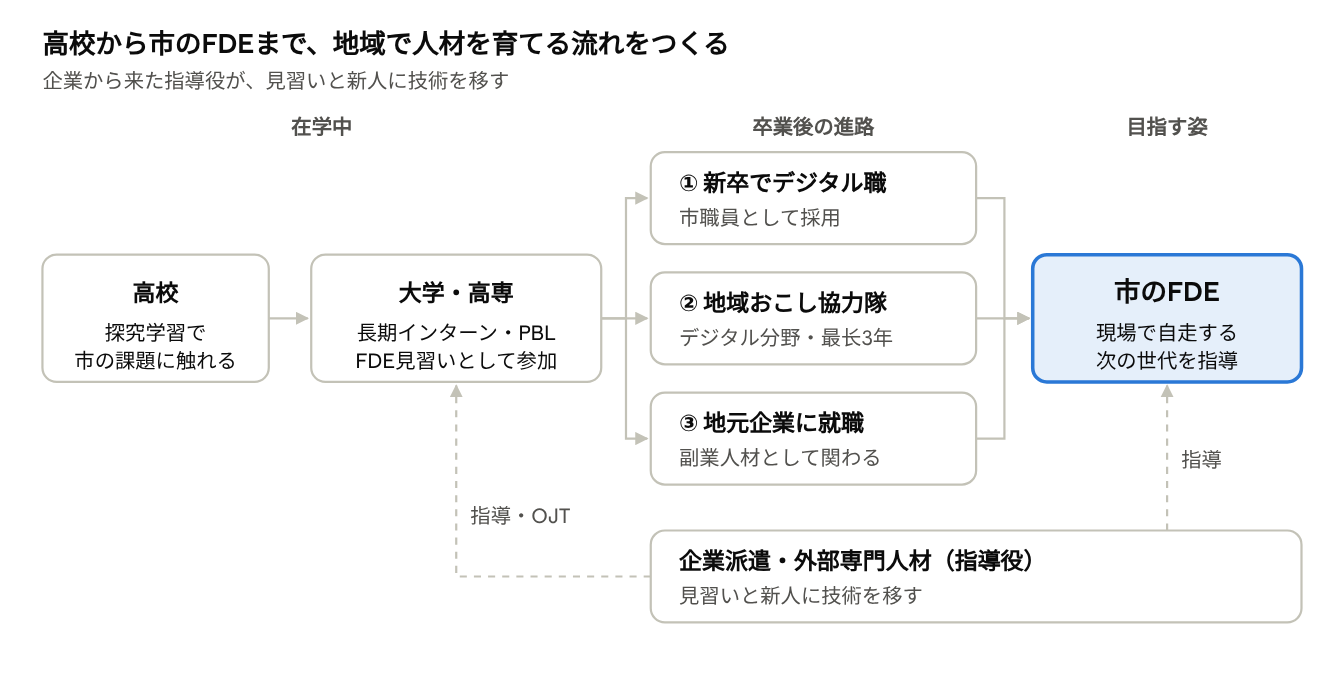 高校から市のFDEまで、地域で人材を育てる流れをつくる
企業から来た指導役が、見習いと新人に技術を移す
在学中
卒業後の進路
目指す姿
高校
探究学習で
市の課題に触れる
大学・高専
長期インターン・PBL
FDE見習いとして参加
① 新卒でデジタル職
市職員として採用
② 地域おこし協力隊
デジタル分野・最长3年
③ 地元企業に就職
副業人材として関わる
市のFDE
現場で自走する
次の世代を指導
指導・OJT
指導
企業派遣・外部専門人材（指導役）
見習いと新人に技術を移す